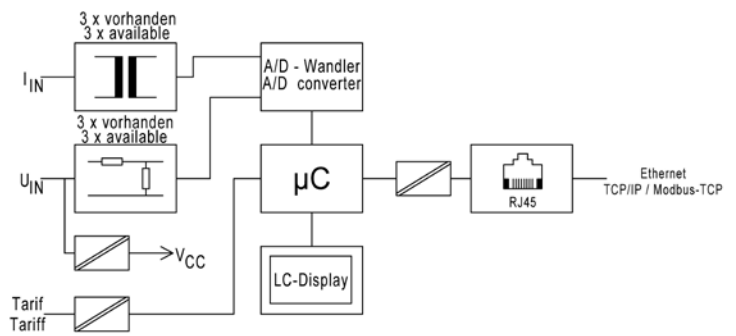 3 x vorhanden
3 x available
I_IN
A/D - Wandler
A/D converter
3 x vorhanden
3 x available
U_IN
µC
RJ45
Ethernet
TCP/IP / Modbus-TCP
V_CC
LC-Display
Tarif
Tariff